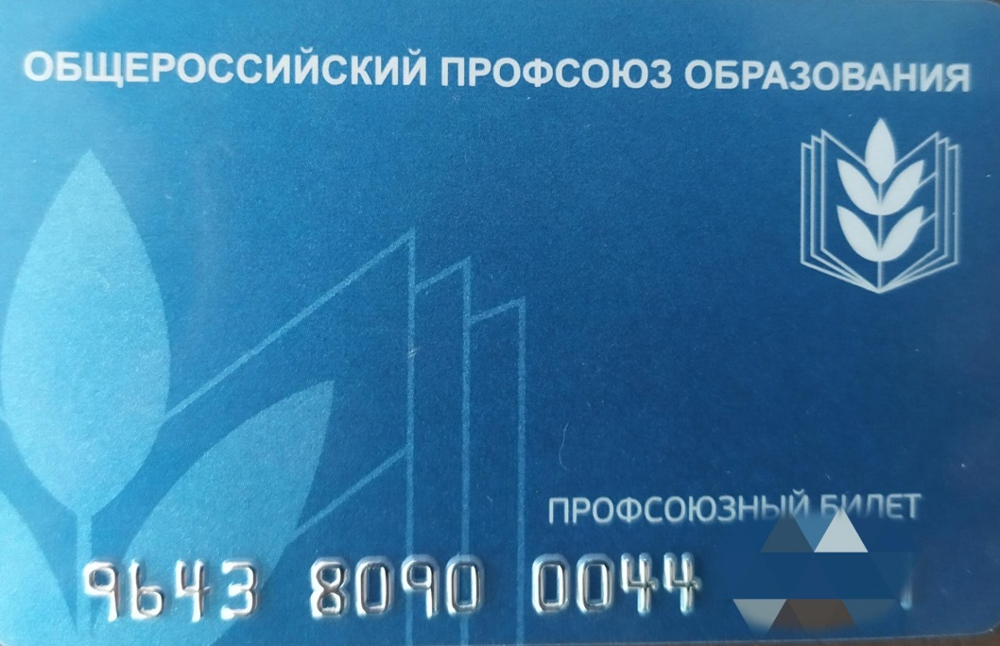 ОБЩЕРОССИЙСКИЙ ПРОФСОЮЗ ОБРАЗОВАНИЯ
ПРОФСОЮЗНЫЙ БИЛЕТ
9643 8090 0044